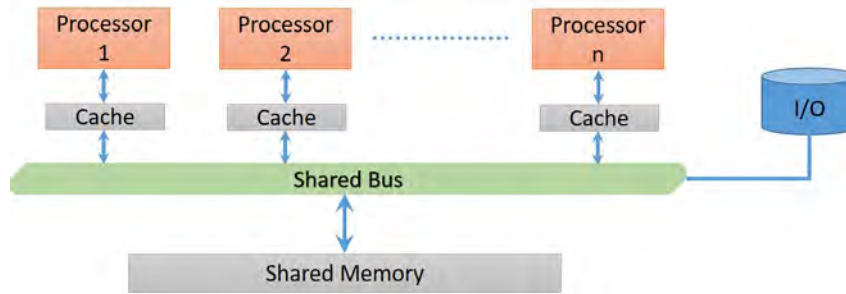 Processor
1
Processor
2
Processor
n
Cache
Cache
Cache
I/O
Shared Bus
Shared Memory